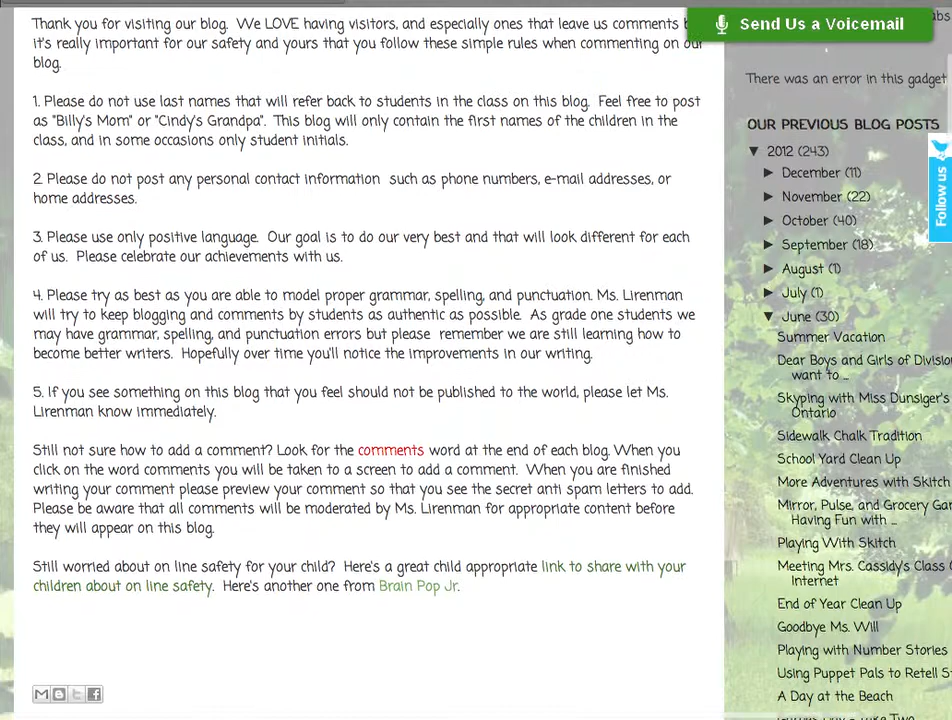 Thank you for visiting our blog. We LOVE having visitors, and especially ones that leave us comments
it's really important for our safety and yours that you follow these simple rules when commenting on our
blog.
1. Please do not use last names that will refer back to students in the class on this blog. Feel free to post
as "Billy's Mom" or "Cindy's Grandpa". This blog will only contain the first names of the children in the
class, and in some occasions only student initials.
2. Please do not post any personal contact information such as phone numbers, e-mail addresses, or
home addresses.
3. Please use only positive language. Our goal is to do our very best and that will look different for each
of us. Please celebrate our achievements with us.
4. Please try as best as you are able to model proper grammar, spelling, and punctuation. Ms. Lirenman
will try to keep blogging and comments by students as authentic as possible. As grade one students we
may have grammar, spelling, and punctuation errors but please remember we are still learning how to
become better writers. Hopefully over time you'll notice the improvements in our writing.
5. If you see something on this blog that you feel should not be published to the world, please let Ms.
Lirenman know immediately.
Still not sure how to add a comment? Look for the comments word at the end of each blog. When you
click on the word comments you will be taken to a screen to add a comment. When you are finished
writing your comment please preview your comment so that you see the secret anti spam letters to add.
Please be aware that all comments will be moderated by Ms. Lirenman for appropriate content before
they will appear on this blog.
Still worried about on line safety for your child? Here's a great child appropriate link to share with your
children about on line safety. Here's another one from Brain Pop Jr.
Send Us a Voicemail
There was an error in this gadget
OUR PREVIOUS BLOG POSTS
▼ 2012 (243)
► December (11)
► November (22)
► October (40)
► September (18)
► August (1)
► July (1)
▼ June (30)
Summer Vacation
Dear Boys and Girls of
want to ...
Skyping with Miss Dunsiger's
Ontario
Sidewalk Chalk Tradition
School Yard Clean Up
More Adventures with Skitch
Mirror, Pulse, and Grocery
Having Fun with ...
Playing With Skitch
Meeting Mrs. Cassidy's Class
Internet
End of Year Clean Up
Goodbye Ms. Will
Playing with Number Stories
Using Puppet Pals to Retell
A Day at the Beach
Follow us